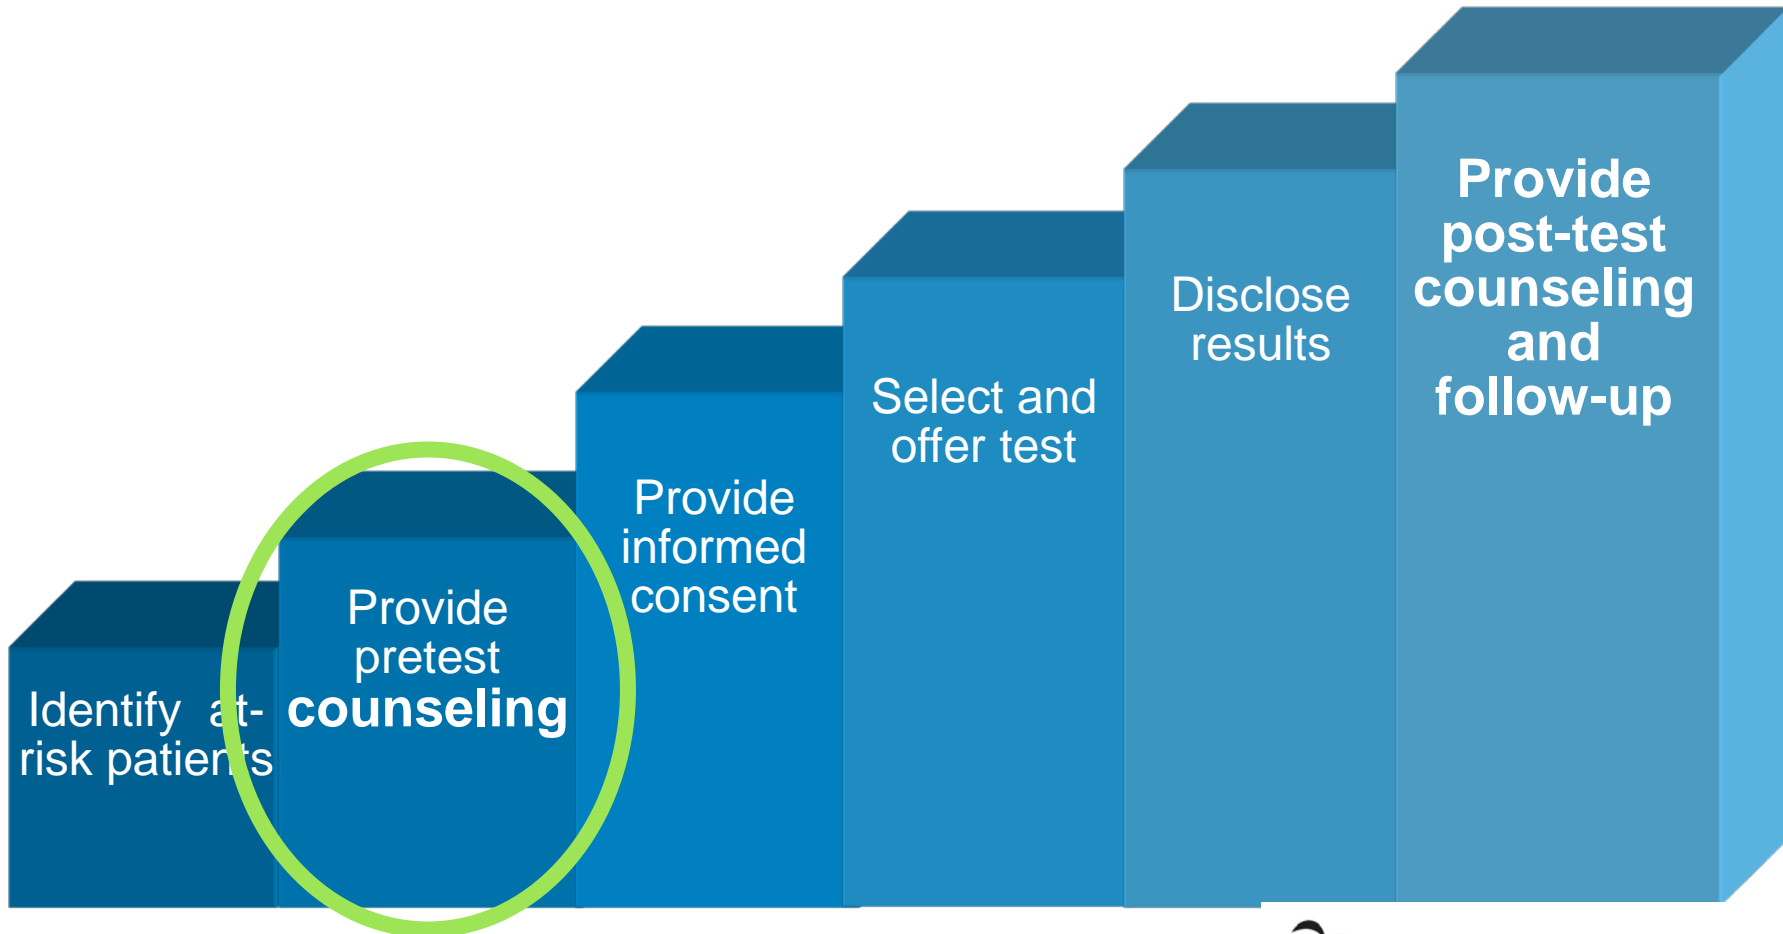 Identify at-
risk patients
Provide
pretest
counseling
Provide
informed
consent
Select and
offer test
Disclose
results
Provide
post-test
counseling
and
follow-up